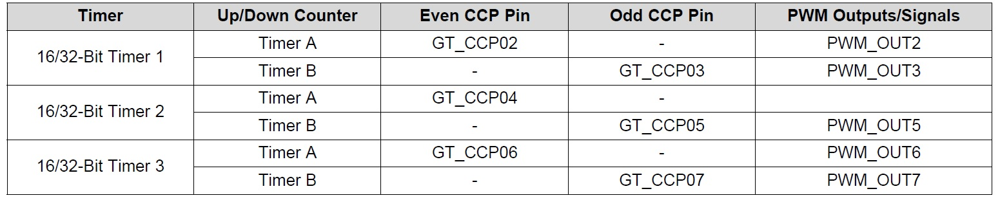 Timer Up/Down Counter Even CCP Pin Odd CCP Pin PWM Outputs/Signals
16/32-Bit Timer 1 Timer A GT_CCP02 - PWM_OUT2
Timer B - GT_CCP03 PWM_OUT3
16/32-Bit Timer 2 Timer A GT_CCP04 -
Timer B - GT_CCP05 PWM_OUT5
16/32-Bit Timer 3 Timer A GT_CCP06 - PWM_OUT6
Timer B - GT_CCP07 PWM_OUT7